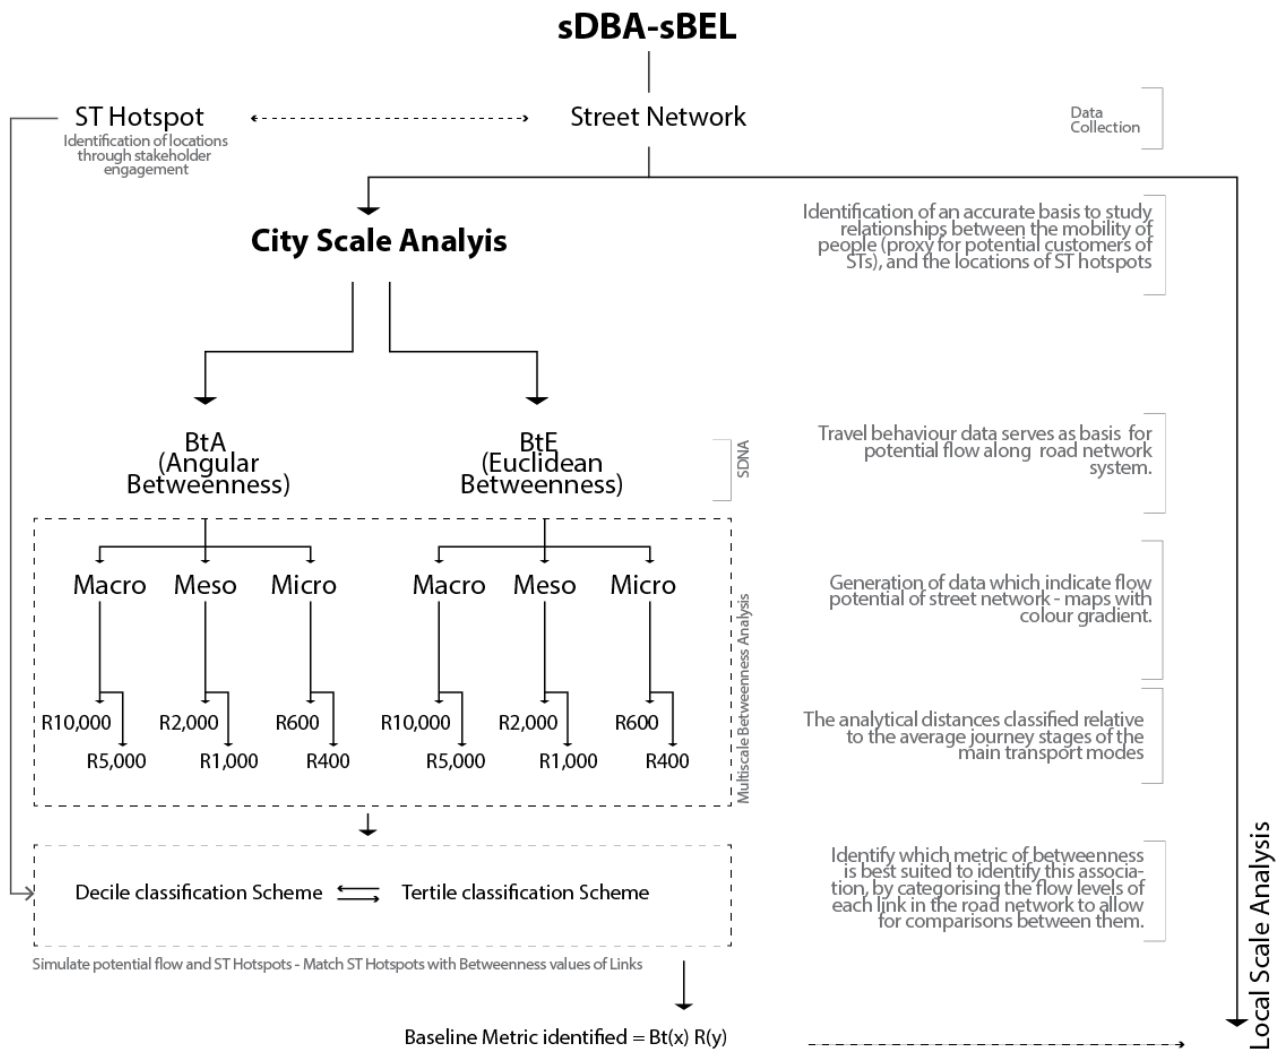 sDBA-sBEL
ST Hotspot
Identification of locations
through stakeholder
engagement
Street Network
Data
Collection
City Scale Analyis
Identification of an accurate basis to study
relationships between the mobility of
people (proxy for potential customers of
STs), and the locations of ST hotspots
BtA
(Angular
Betweenness)
BtE
(Euclidean
Betweenness)
SDNA
Travel behaviour data serves as basis for
potential flow along road network
system.
Macro
Meso
Micro
Macro
Meso
Micro
Generation of data which indicate flow
potential of street network - maps with
colour gradient.
R10,000
R5,000
R2,000
R1,000
R600
R400
R10,000
R5,000
R2,000
R1,000
R600
R400
Multiscale Betweenness Analysis
The analytical distances classified relative
to the average journey stages of the
main transport modes
Decile classification Scheme
Tertile classification Scheme
Identify which metric of betweenness
is best suited to identify this associa-
tion, by categorising the flow levels of
each link in the road network to allow
for comparisons between them.
Simulate potential flow and ST Hotspots - Match ST Hotspots with Betweenness values of Links
Baseline Metric identified = Bt(x) R(y)
Local Scale Analysis